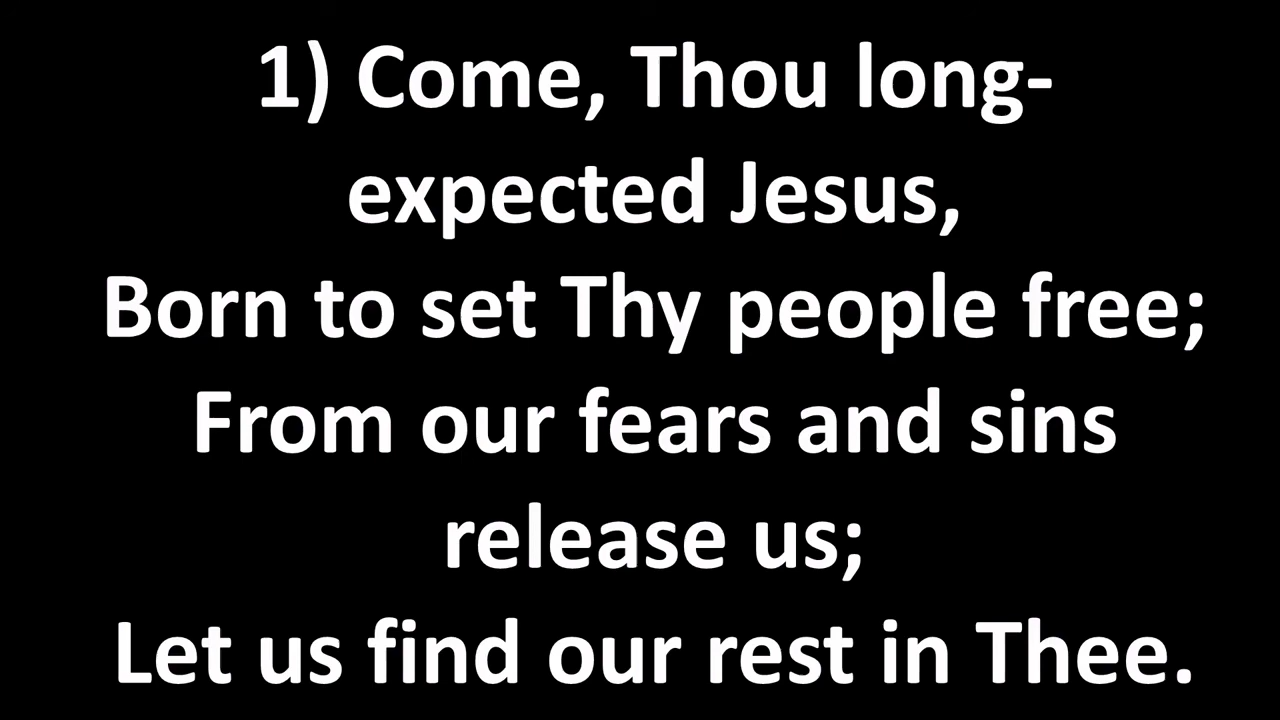 1) Come, Thou long-
expected Jesus,
Born to set Thy people free;
From our fears and sins
release us;
Let us find our rest in Thee.